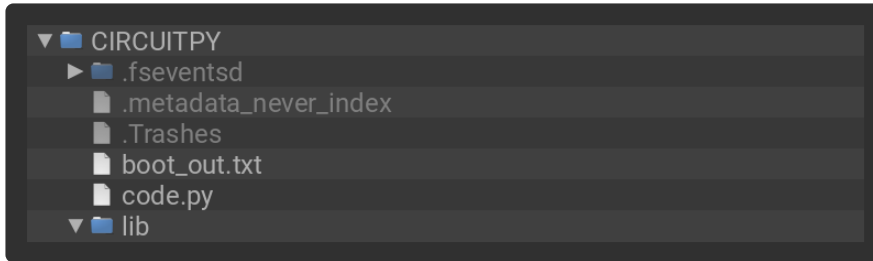 CIRCUITPY
.fseventsd
.metadata_never_index
.Trashes
boot_out.txt
code.py
lib